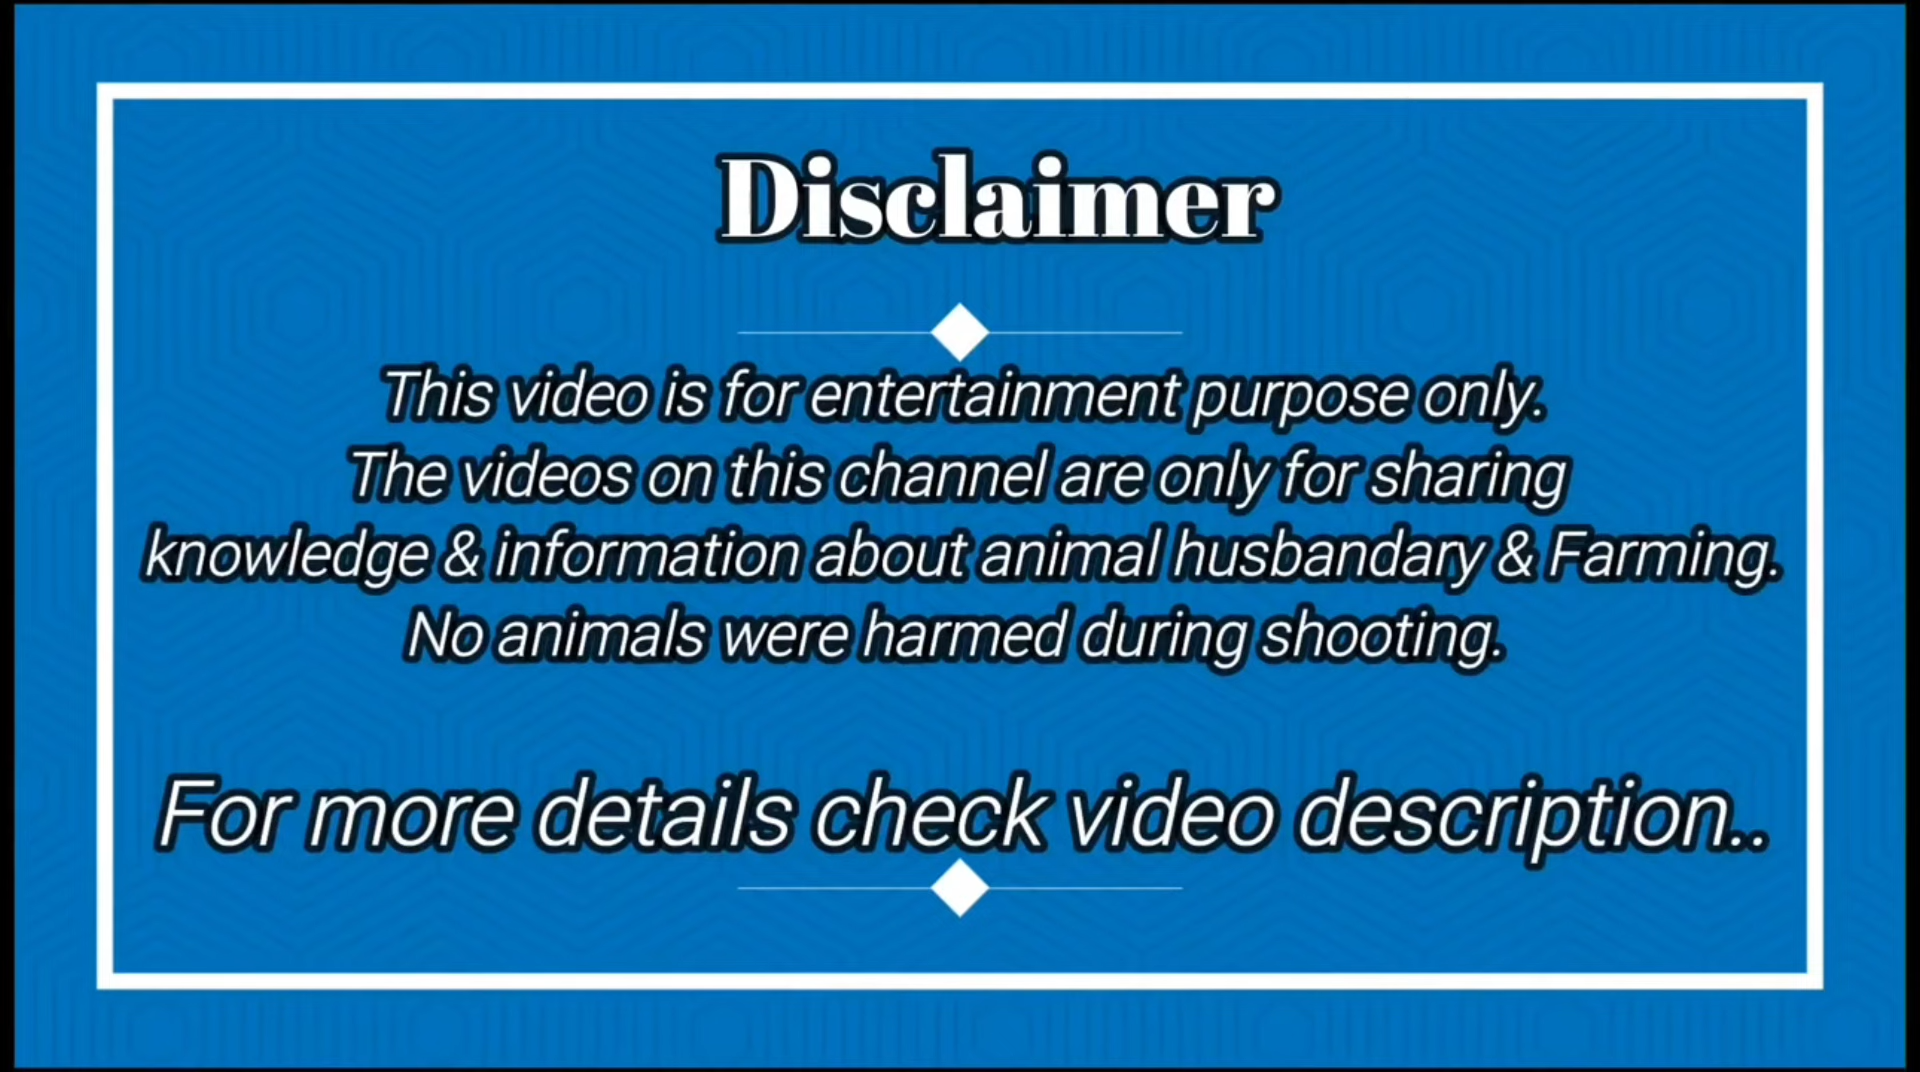 Disclaimer
This video is for entertainment purpose only.
The videos on this channel are only for sharing
knowledge & information about animal husbandary & Farming.
No animals were harmed during shooting.
For more details check video description..